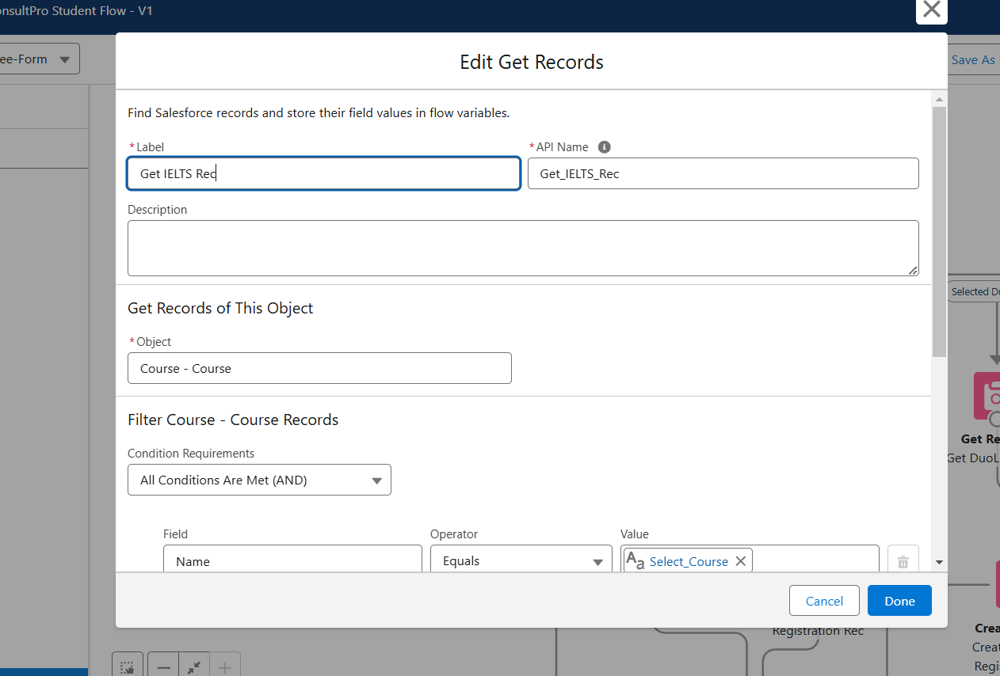 onsultPro Student Flow - V1
ee-Form
Save As
Edit Get Records
Find Salesforce records and store their field values in flow variables.
*Label
*API Name
Get IELTS Rec
Get_IELTS_Rec
Description
Get Records of This Object
*Object
Course - Course
Filter Course - Course Records
Condition Requirements
All Conditions Are Met (AND)
Field
Operator
Value
Name
Equals
Aa Select_Course
Cancel
Done
Selected Du
Get Re
Get DuoL
Registration Rec
Crea
Creat
Regi